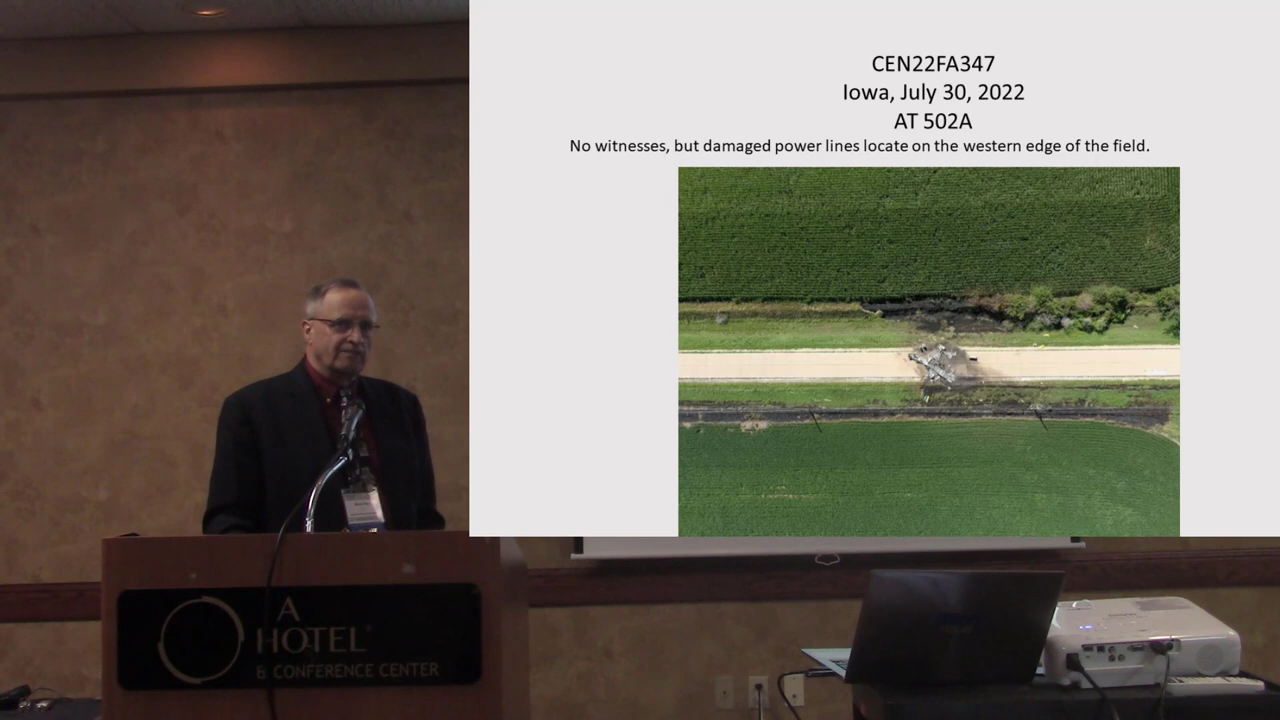 CEN22FA347
Iowa, July 30, 2022
AT 502A
No witnesses, but damaged power lines locate on the western edge of the field.
A
HOTEL
& CONFERENCE CENTER